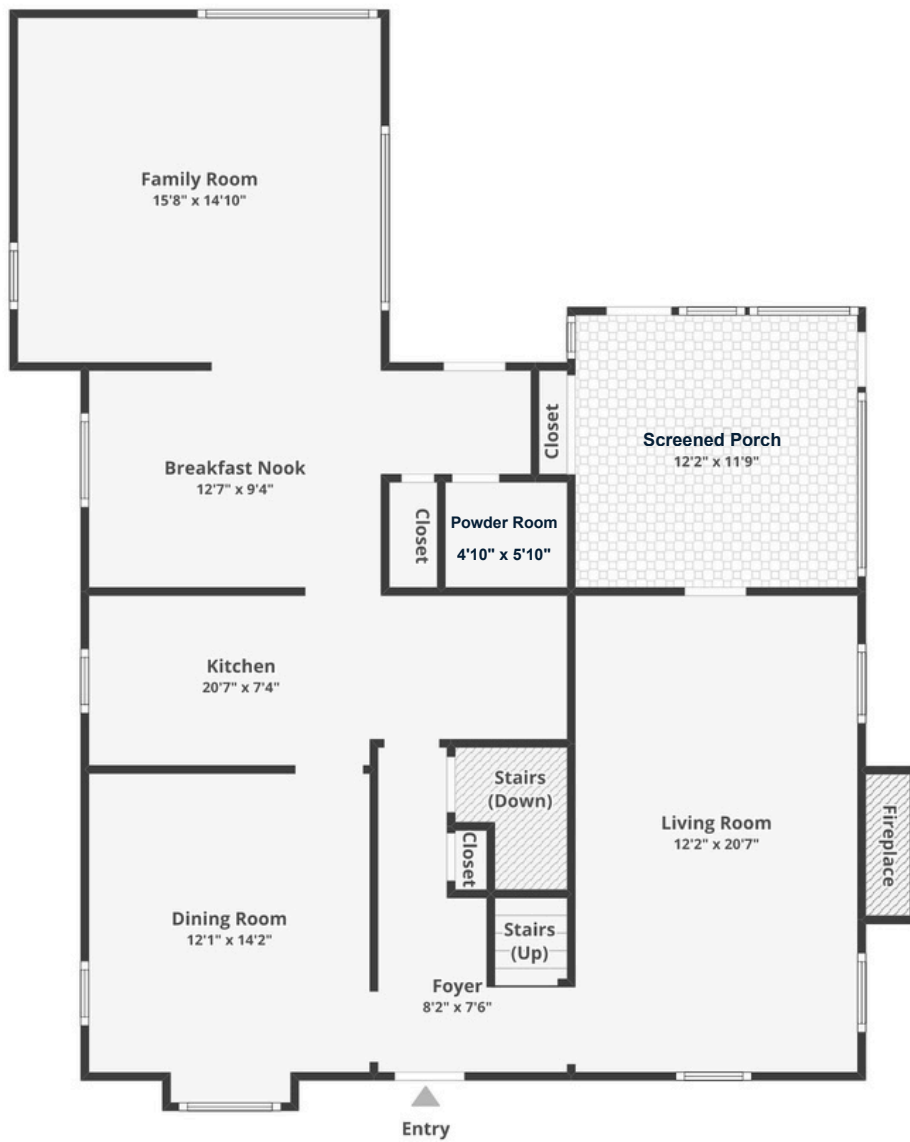 Family Room
15'8" x 14'10"
Closet
Screened Porch
12'2" x 11'9"
Breakfast Nook
12'7" x 9'4"
Closet
Powder Room
4'10" x 5'10"
Kitchen
20'7" x 7'4"
Stairs
(Down)
Closet
Living Room
12'2" x 20'7"
Fireplace
Dining Room
12'1" x 14'2"
Stairs
(Up)
Foyer
8'2" x 7'6"
Entry